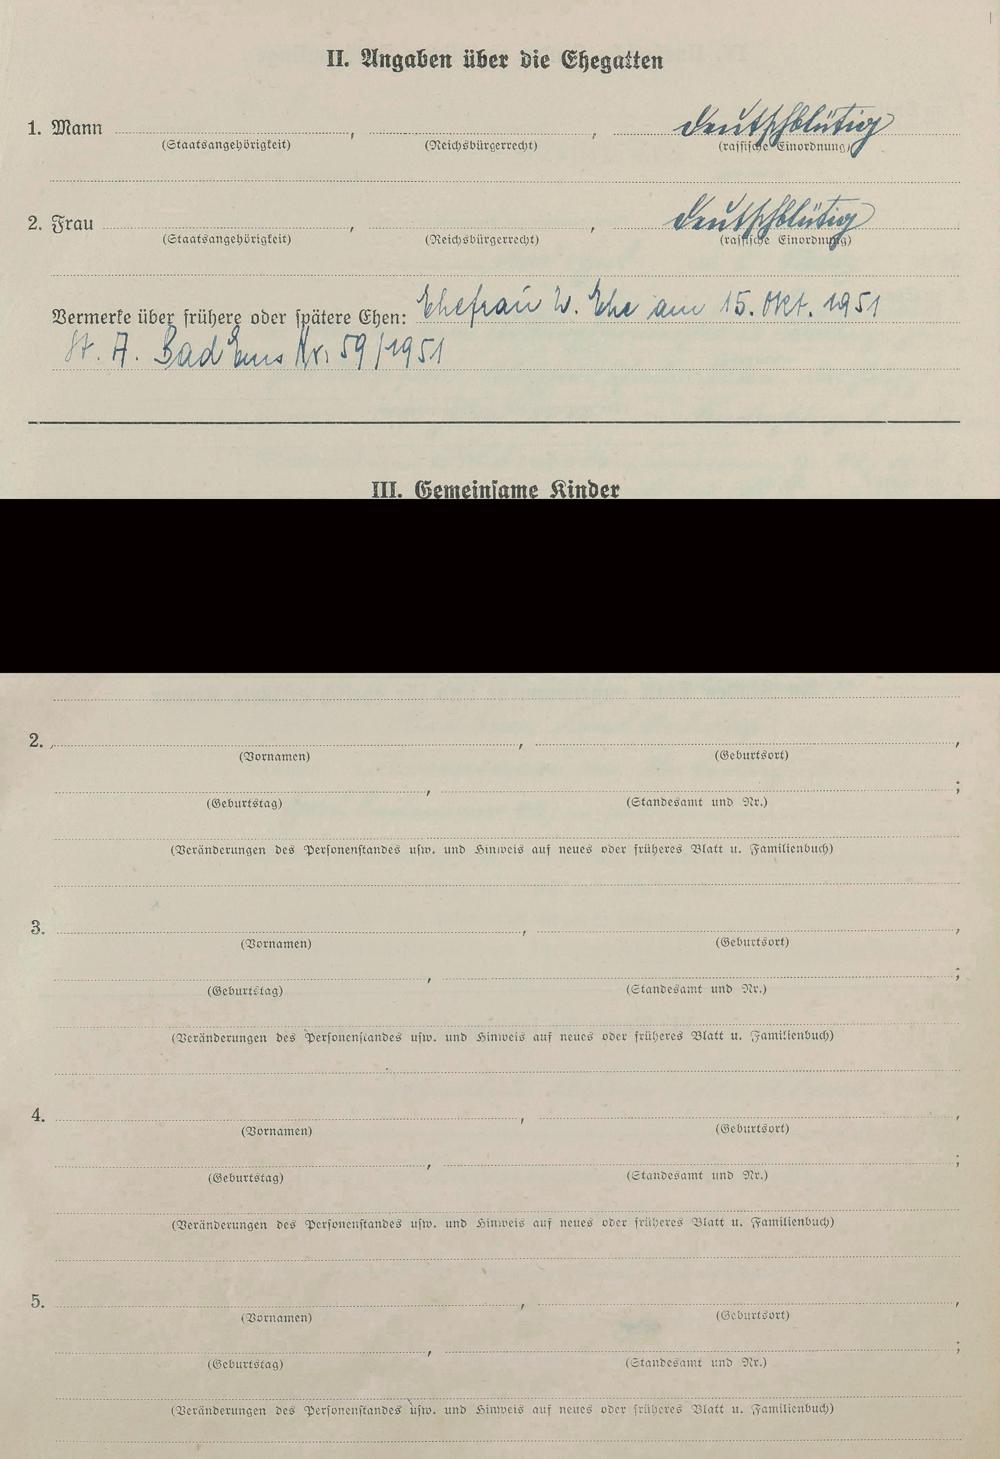 II. Angaben über die Ehegatten
1. Mann , , deutschblütig
(Staatsangehörigkeit) (Reichsbürgerrecht) (rassische Einordnung)
2. Frau , , deutschblütig
(Staatsangehörigkeit) (Reichsbürgerrecht) (rassische Einordnung)
Vermerke über frühere oder spätere Ehen: Ehefrau W. Ehe am 15. Okt. 1951
St. A. Bad Ems Nr. 59/1951
III. Gemeinsame Kinder
2. , ,
(Vornamen) (Geburtsort)
, ;
(Geburtstag) (Standesamt und Nr.)
(Veränderungen des Personenstandes usw. und Hinweis auf neues oder früheres Blatt u. Familienbuch)
3. , ,
(Vornamen) (Geburtsort)
, ;
(Geburtstag) (Standesamt und Nr.)
(Veränderungen des Personenstandes usw. und Hinweis auf neues oder früheres Blatt u. Familienbuch)
4. , ,
(Vornamen) (Geburtsort)
, ;
(Geburtstag) (Standesamt und Nr.)
(Veränderungen des Personenstandes usw. und Hinweis auf neues oder früheres Blatt u. Familienbuch)
5. , ,
(Vornamen) (Geburtsort)
, ;
(Geburtstag) (Standesamt und Nr.)
(Veränderungen des Personenstandes usw. und Hinweis auf neues oder früheres Blatt u. Familienbuch)